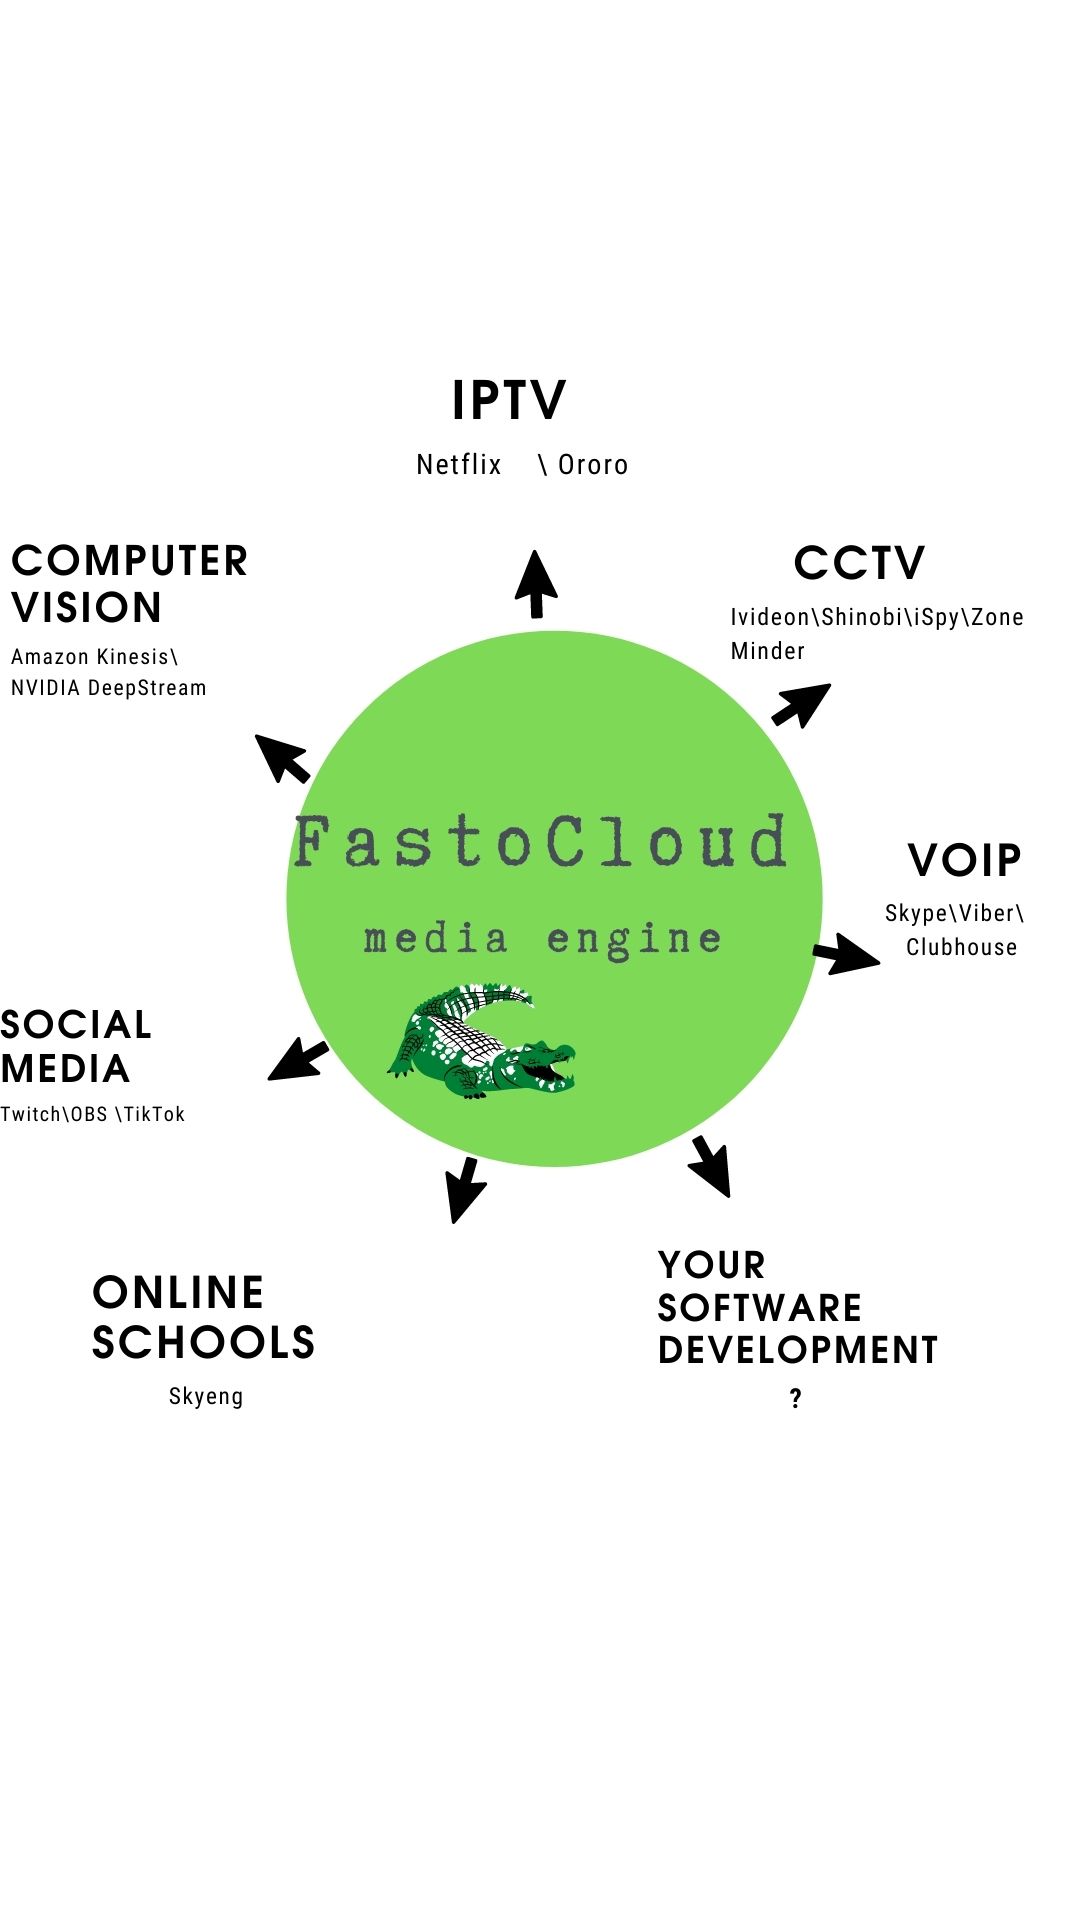 IPTV
Netflix \ Ororo
COMPUTER
VISION
Amazon Kinesis\
NVIDIA DeepStream
CCTV
Ivideon\Shinobi\iSpy\Zone
Minder
FastoCloud
media engine
VOIP
Skype\Viber\
Clubhouse
SOCIAL
MEDIA
Twitch\OBS \TikTok
ONLINE
SCHOOLS
Skyeng
YOUR
SOFTWARE
DEVELOPMENT
?